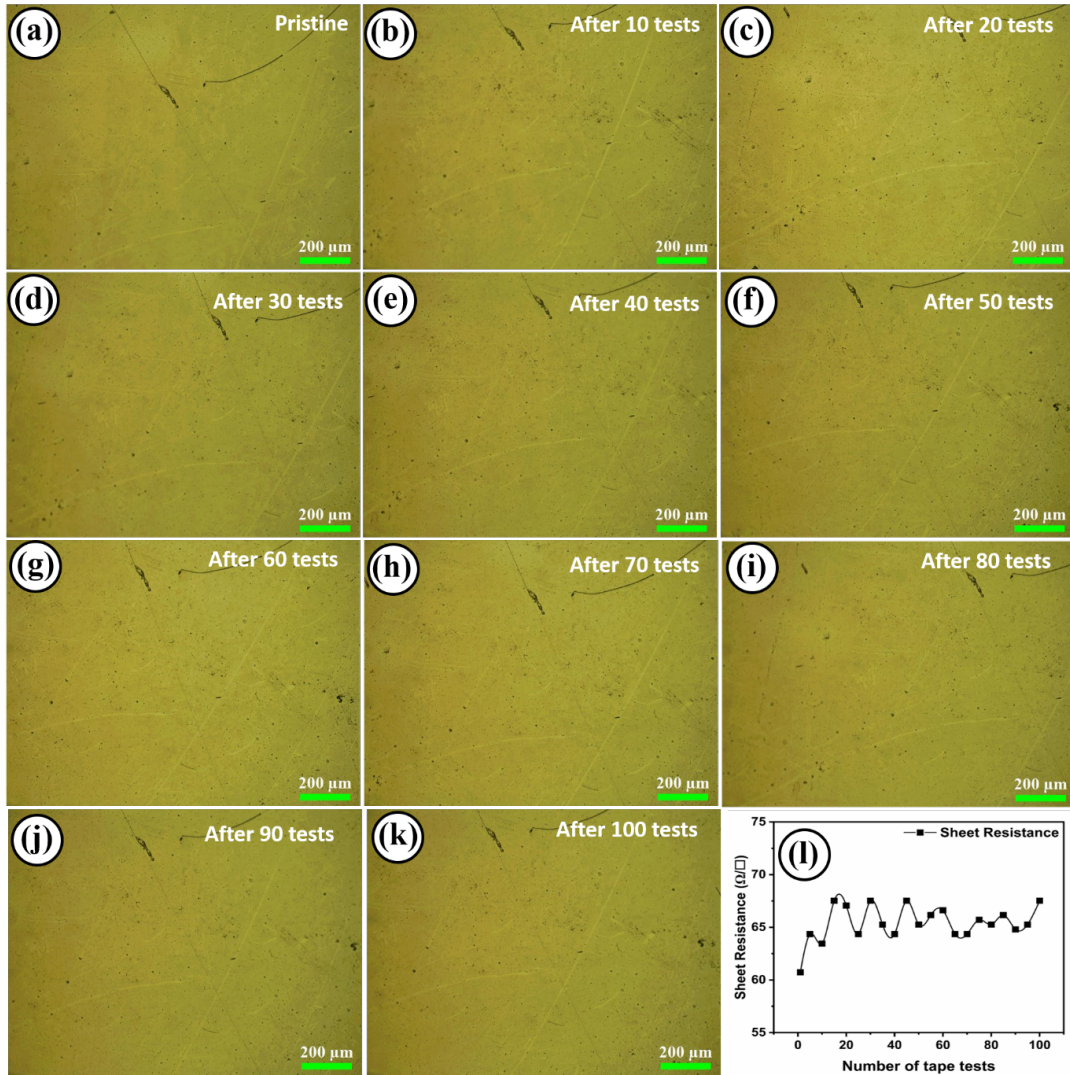 (a)
Pristine
200 µm
(b)
After 10 tests
200 µm
(c)
After 20 tests
200 µm
(d)
After 30 tests
200 µm
(e)
After 40 tests
200 µm
(f)
After 50 tests
200 µm
(g)
After 60 tests
200 µm
(h)
After 70 tests
200 µm
(i)
After 80 tests
200 µm
(j)
After 90 tests
200 µm
(k)
After 100 tests
200 µm
(l)
Sheet Resistance
Sheet Resistance (Ω/□)
75
70
65
60
55
0 20 40 60 80 100
Number of tape tests